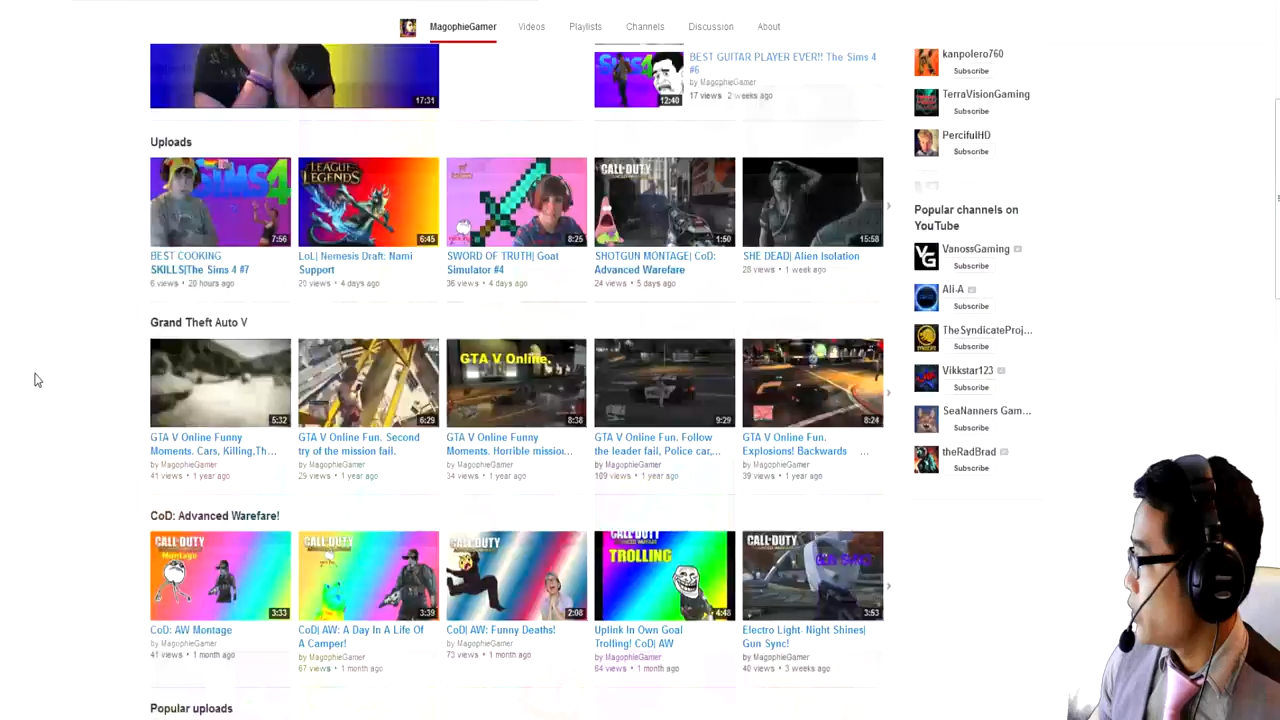 MagophieGamer Videos Playlists Channels Discussion About
17:31
12:40
BEST GUITAR PLAYER EVER!! The Sims 4
#6
by MagophieGamer
17 views • 2 weeks ago
kanpolero760
Subscribe
TerraVisionGaming
Subscribe
PercifulHD
Subscribe
Uploads
SIMS4
7:56
BEST COOKING
SKILLS|The Sims 4 #7
6 views • 20 hours ago
LEAGUE
LEGENDS
6:45
LoL| Nemesis Draft: Nami
Support
20 views • 4 days ago
8:25
SWORD OF TRUTH| Goat
Simulator #4
36 views • 4 days ago
CALL·DUTY
1:50
SHOTGUN MONTAGE| CoD:
Advanced Warefare
24 views • 5 days ago
15:58
SHE DEAD| Alien Isolation
28 views • 1 week ago
Popular channels on
YouTube
VanossGaming
Subscribe
Ali-A
Subscribe
TheSyndicateProj...
Subscribe
Vikkstar123
Subscribe
SeaNanners Gam...
Subscribe
theRadBrad
Subscribe
Grand Theft Auto V
5:32
GTA V Online Funny
Moments. Cars, Killing,Th...
by MagophieGamer
41 views • 1 year ago
6:29
GTA V Online Fun. Second
try of the mission fail.
by MagophieGamer
29 views • 1 year ago
GTA V Online.
8:38
GTA V Online Funny
Moments. Horrible missio...
by MagophieGamer
34 views • 1 year ago
9:29
GTA V Online Fun. Follow
the leader fail, Police car,...
by MagophieGamer
109 views • 1 year ago
8:24
GTA V Online Fun.
Explosions! Backwards ...
by MagophieGamer
39 views • 1 year ago
CoD: Advanced Warefare!
CALL·DUTY
Montage
3:33
CoD: AW Montage
41 views • 1 month ago
CALL·DUTY
3:39
CoD| AW: A Day In A Life Of
A Camper!
by MagophieGamer
67 views • 1 month ago
CALL·DUTY
2:08
CoD| AW: Funny Deaths!
by MagophieGamer
73 views • 1 month ago
CALL·DUTY
TROLLING
4:48
Uplink In Own Goal
Trolling! CoD| AW
by MagophieGamer
64 views • 1 month ago
CALL·DUTY
GUN SYNC
3:53
Electro Light- Night Shines|
Gun Sync!
by MagophieGamer
40 views • 3 weeks ago
Popular uploads